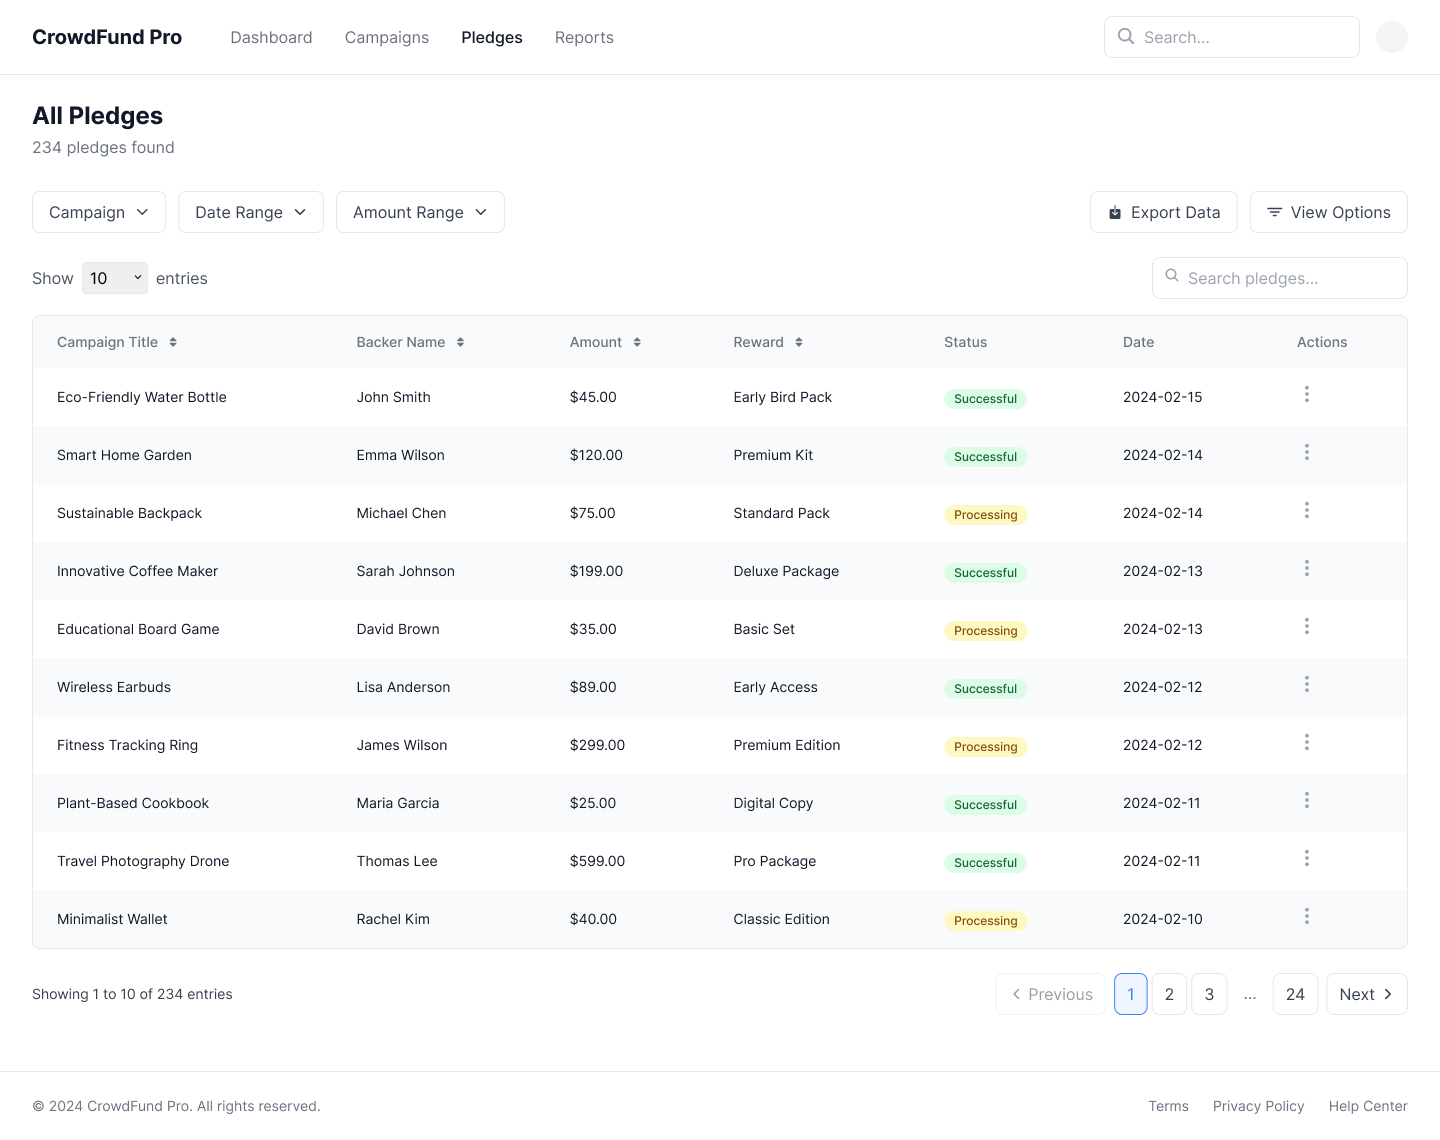 CrowdFund Pro Dashboard Campaigns Pledges Reports Search...
All Pledges
234 pledges found
Campaign Date Range Amount Range Export Data View Options
Show 10 entries Search pledges...
Campaign Title Backer Name Amount Reward Status Date Actions
Eco-Friendly Water Bottle John Smith $45.00 Early Bird Pack Successful 2024-02-15
Smart Home Garden Emma Wilson $120.00 Premium Kit Successful 2024-02-14
Sustainable Backpack Michael Chen $75.00 Standard Pack Processing 2024-02-14
Innovative Coffee Maker Sarah Johnson $199.00 Deluxe Package Successful 2024-02-13
Educational Board Game David Brown $35.00 Basic Set Processing 2024-02-13
Wireless Earbuds Lisa Anderson $89.00 Early Access Successful 2024-02-12
Fitness Tracking Ring James Wilson $299.00 Premium Edition Processing 2024-02-12
Plant-Based Cookbook Maria Garcia $25.00 Digital Copy Successful 2024-02-11
Travel Photography Drone Thomas Lee $599.00 Pro Package Successful 2024-02-11
Minimalist Wallet Rachel Kim $40.00 Classic Edition Processing 2024-02-10
Showing 1 to 10 of 234 entries Previous 1 2 3 ... 24 Next
© 2024 CrowdFund Pro. All rights reserved. Terms Privacy Policy Help Center